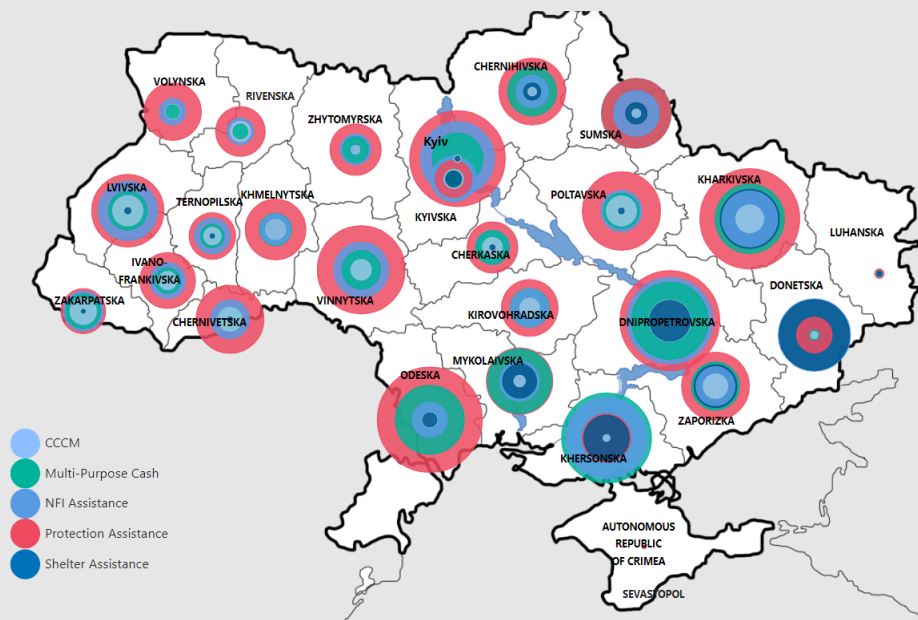 CHERNIHIVSKA
VOLYNSKA
RIVENSKA
ZHYTOMYRSKA
SUMSKA
Kyiv
KHARKIVSKA
LVIVSKA
TERNOPILSKA
KHMELNYTSKA
POLTAVSKA
KYIVSKA
LUHANSKA
CHERKASKA
IVANO-
FRANKIVSKA
DONETSKA
ZAKARPATSKA
VINNYTSKA
CHERNIVETSKA
KIROVOHRADSKA
DNIPROPETROVSKA
MYKOLAIVSKA
ODESKA
ZAPORIZKA
KHERSONSKA
CCCM
Multi-Purpose Cash
NFI Assistance
Protection Assistance
Shelter Assistance
AUTONOMOUS
REPUBLIC
OF CRIMEA
SEVASTOPOL